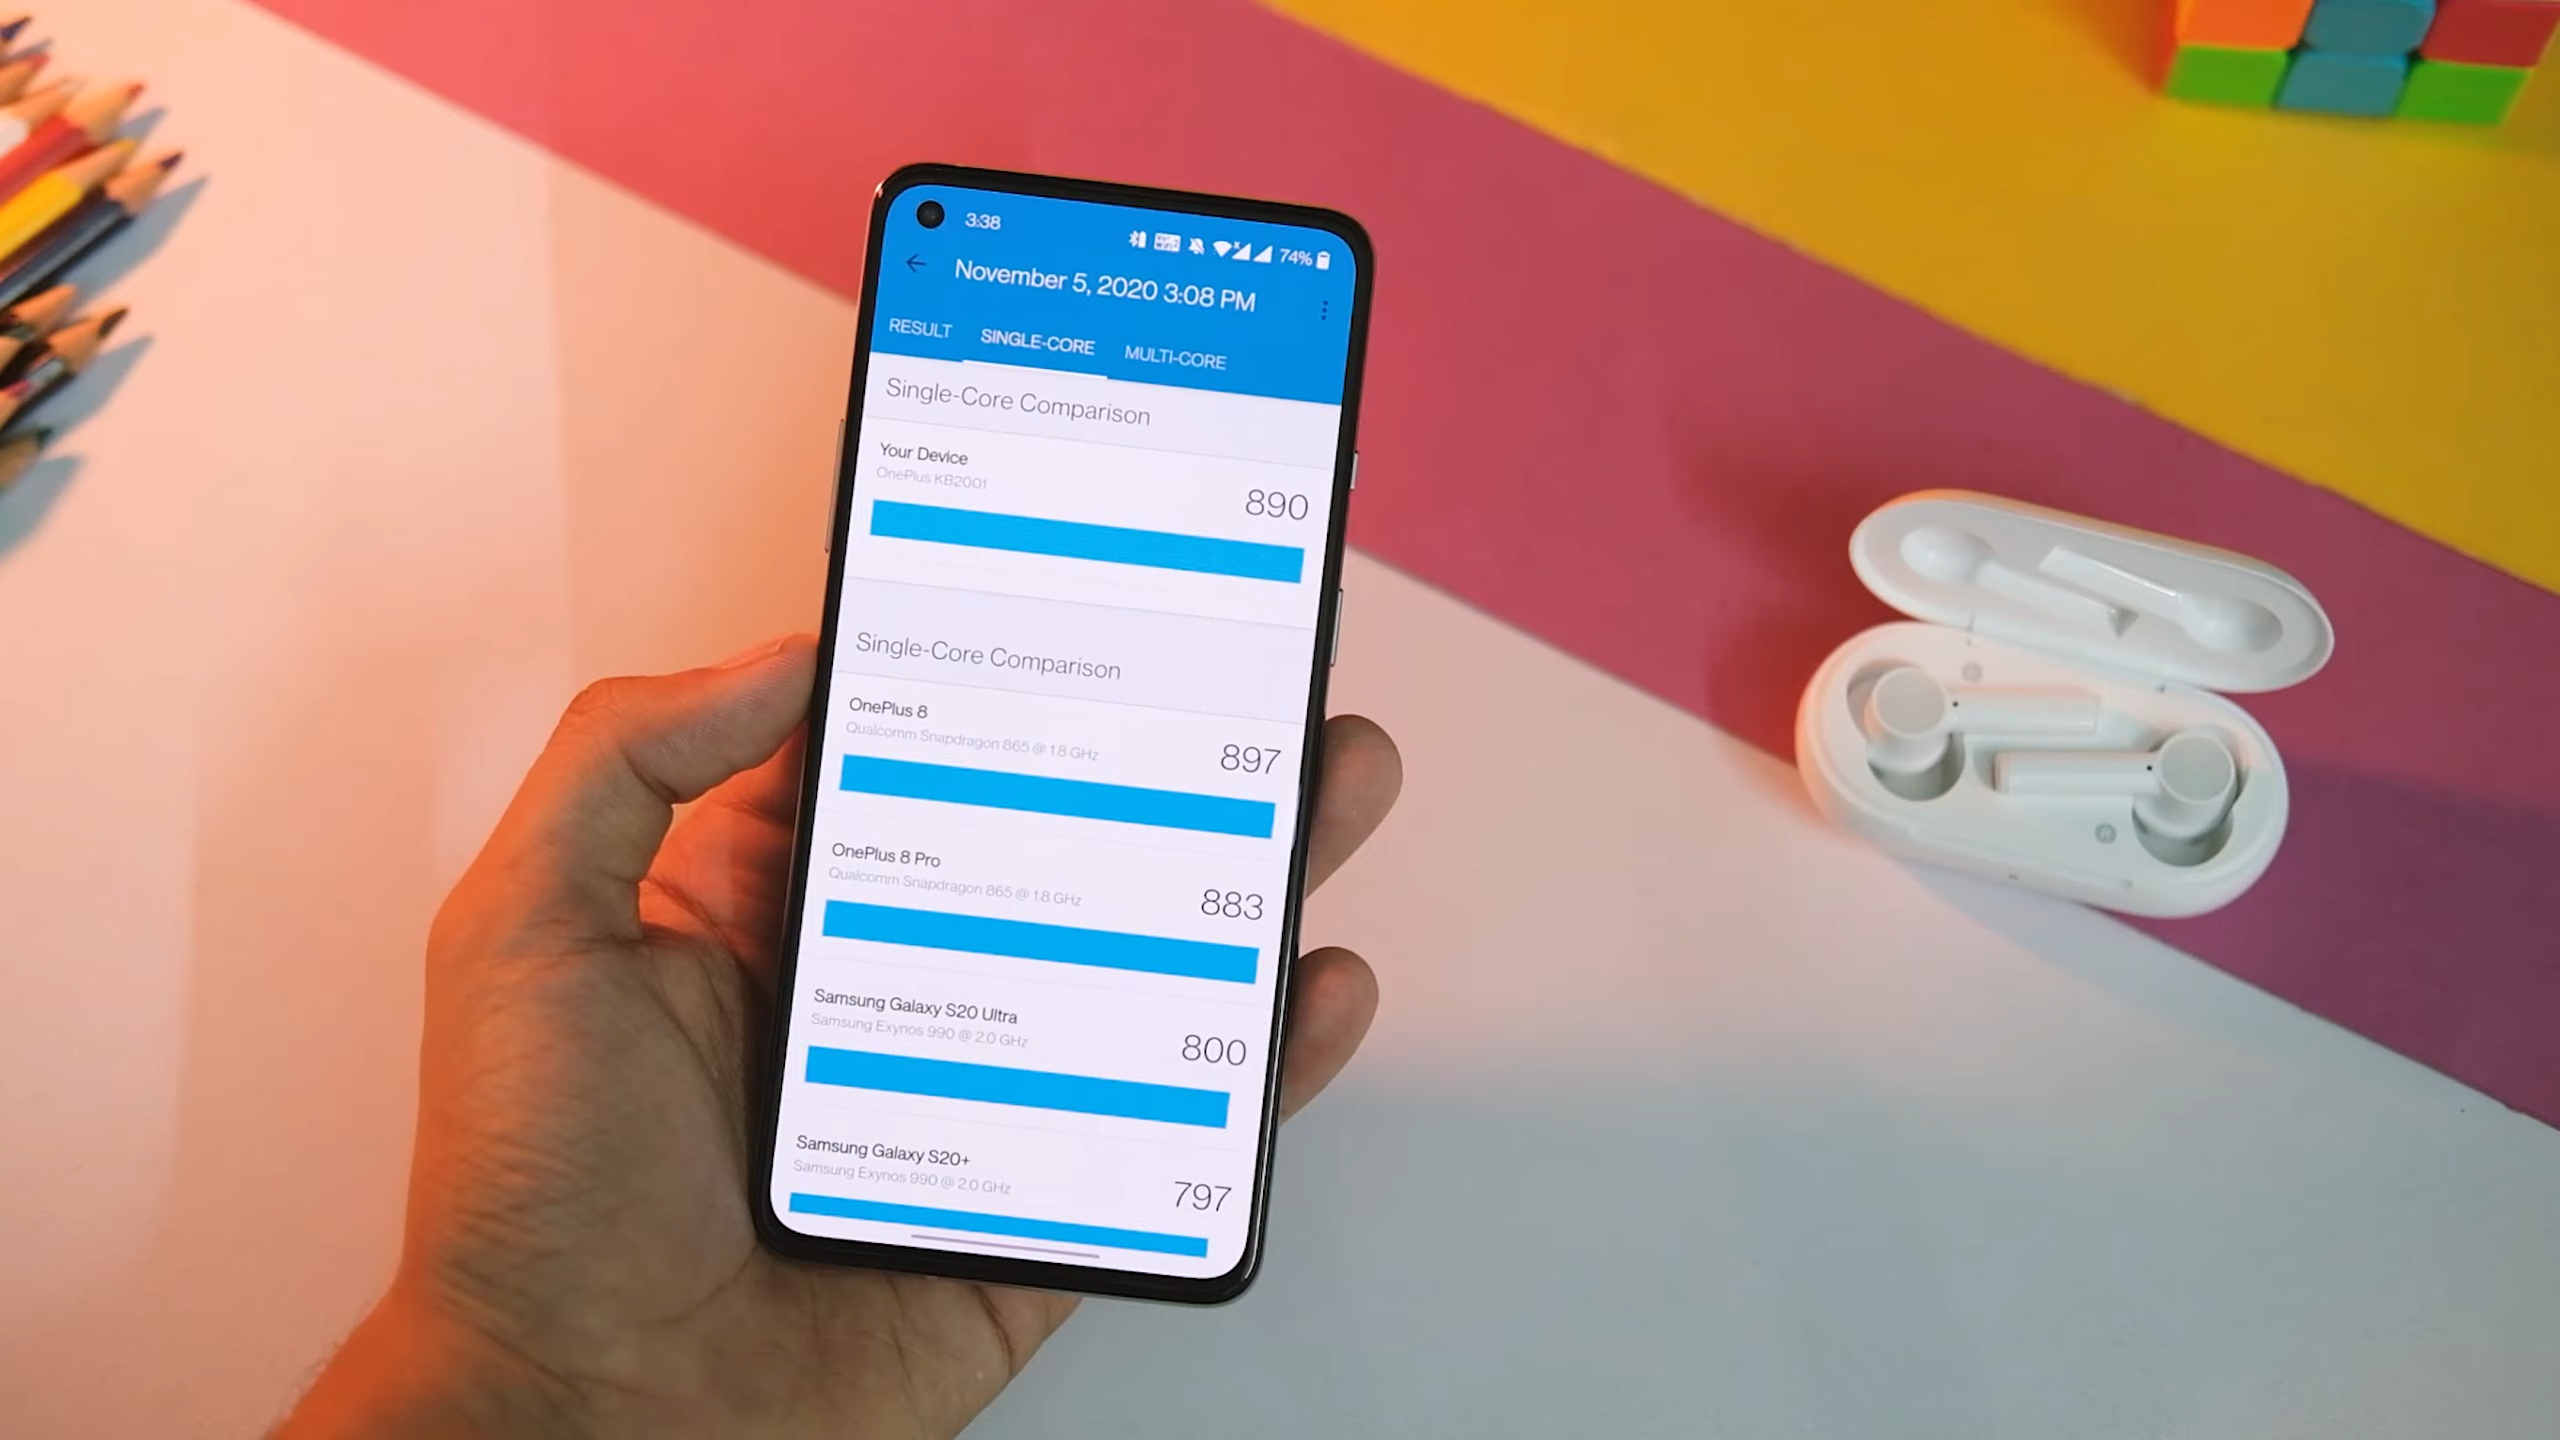 3:38
74%
November 5, 2020 3:08 PM
RESULT SINGLE-CORE MULTI-CORE
Single-Core Comparison
Your Device
OnePlus KB2001
890
Single-Core Comparison
OnePlus 8
Qualcomm Snapdragon 865 @ 1.8 GHz
897
OnePlus 8 Pro
Qualcomm Snapdragon 865 @ 1.8 GHz
883
Samsung Galaxy S20 Ultra
Samsung Exynos 990 @ 2.0 GHz
800
Samsung Galaxy S20+
Samsung Exynos 990 @ 2.0 GHz
797